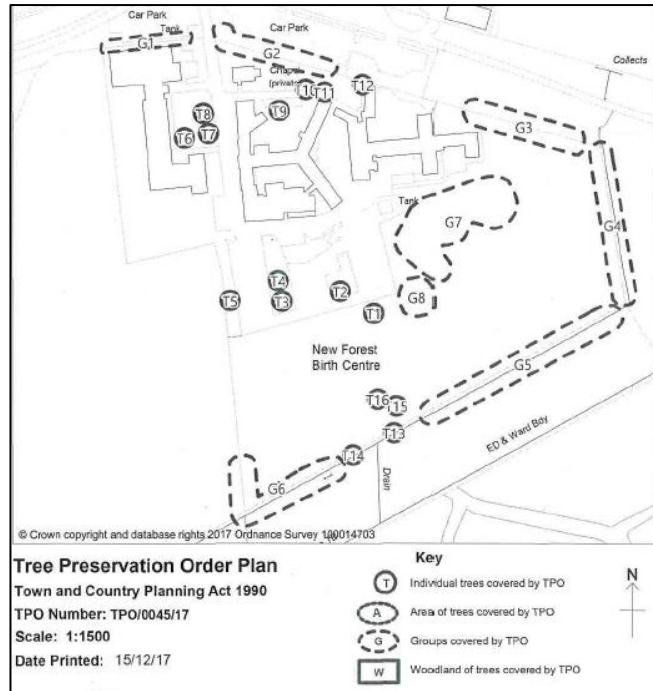 Car Park
Tank
G1
Car Park
G2
Collects
Chapel
(private)
T10
T11
T12
T9
T8
T7
T6
G3
G4
Tank
G7
G8
T4
T3
T5
T2
T1
New Forest
Birth Centre
G5
T16
T15
T13
T14
ED & Ward Bdy
Drain
G6
© Crown copyright and database rights 2017 Ordnance Survey 100014703
Tree Preservation Order Plan
Town and Country Planning Act 1990
TPO Number: TPO/0045/17
Scale: 1:1500
Date Printed: 15/12/17
Key
T Individual trees covered by TPO
A Area of trees covered by TPO
G Groups covered by TPO
W Woodland of trees covered by TPO
N